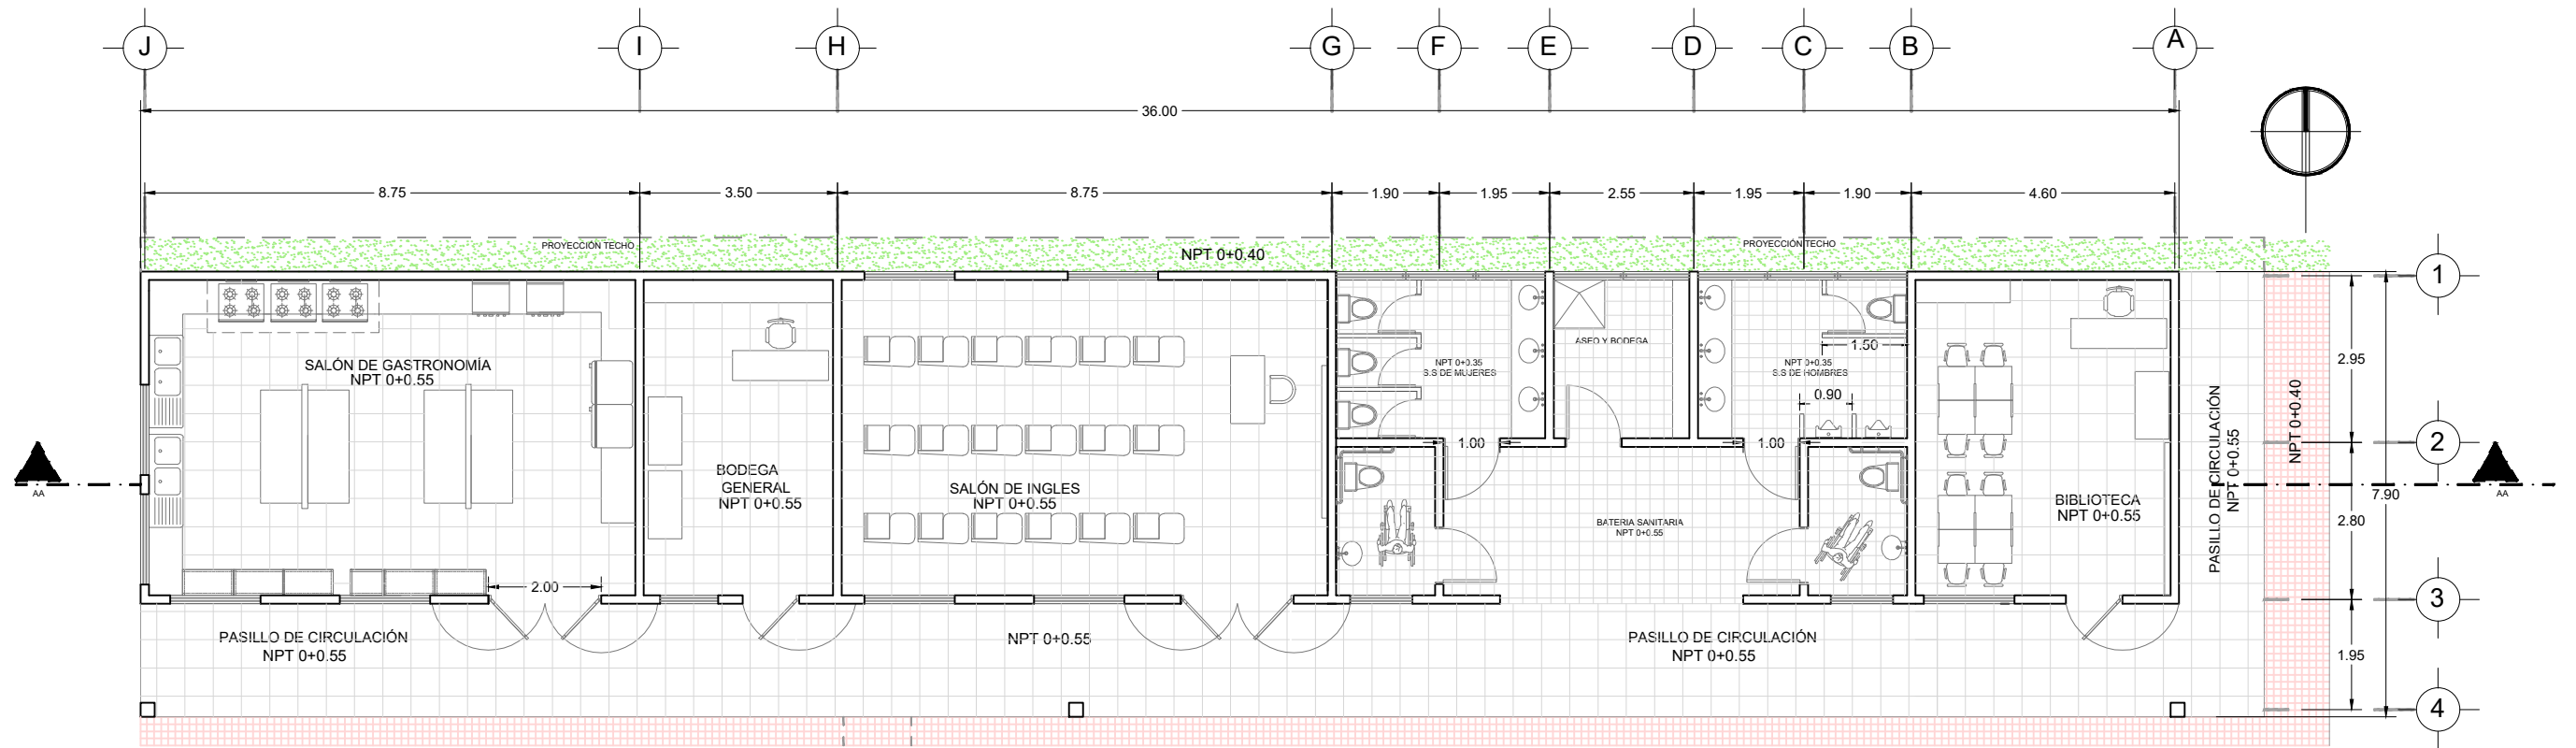 J I H G F E D C B A
36.00
8.75 3.50 8.75 1.90 1.95 2.55 1.95 1.90 4.60
PROYECCIÓN TECHO
NPT 0+0.40
PROYECCIÓN TECHO
1
SALÓN DE GASTRONOMÍA
NPT 0+0.55
NPT 0+0.35
S.S DE MUJERES
ASEO Y BODEGA
1.50
NPT 0+0.35
S.S DE HOMBRES
0.90
2.95
PASILLO DE CIRCULACIÓN
NPT 0+0.55
NPT 0+0.40
1.00
1.00
2
AA
BODEGA
GENERAL
NPT 0+0.55
SALÓN DE INGLES
NPT 0+0.55
BATERIA SANITARIA
NPT 0+0.55
BIBLIOTECA
NPT 0+0.55
7.90
AA
2.80
2.00
3
PASILLO DE CIRCULACIÓN
NPT 0+0.55
NPT 0+0.55
PASILLO DE CIRCULACIÓN
NPT 0+0.55
1.95
4